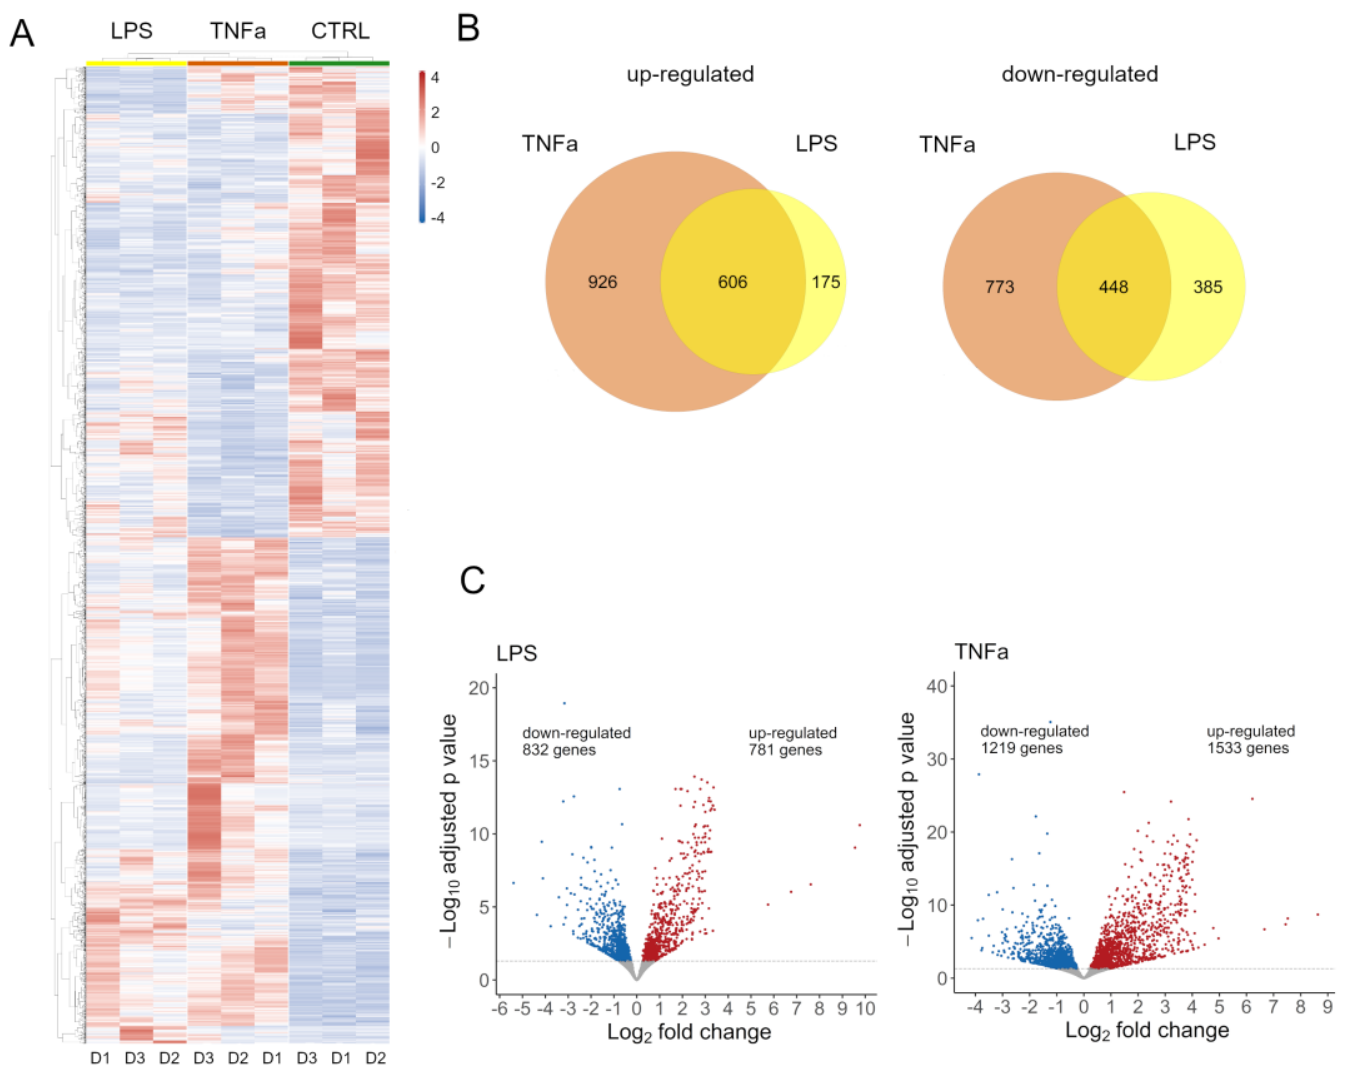 A
LPS TNFa CTRL
4
2
0
-2
-4
D1 D3 D2 D3 D2 D1 D3 D1 D2
B
up-regulated
TNFa LPS
926 606 175
down-regulated
TNFa LPS
773 448 385
C
LPS
down-regulated
832 genes
up-regulated
781 genes
20
15
10
5
0
−Log10 adjusted p value
-6 -5 -4 -3 -2 -1 0 1 2 3 4 5 6 7 8 9 10
Log2 fold change
TNFa
down-regulated
1219 genes
up-regulated
1533 genes
40
30
20
10
0
−Log10 adjusted p value
-4 -3 -2 -1 0 1 2 3 4 5 6 7 8 9
Log2 fold change